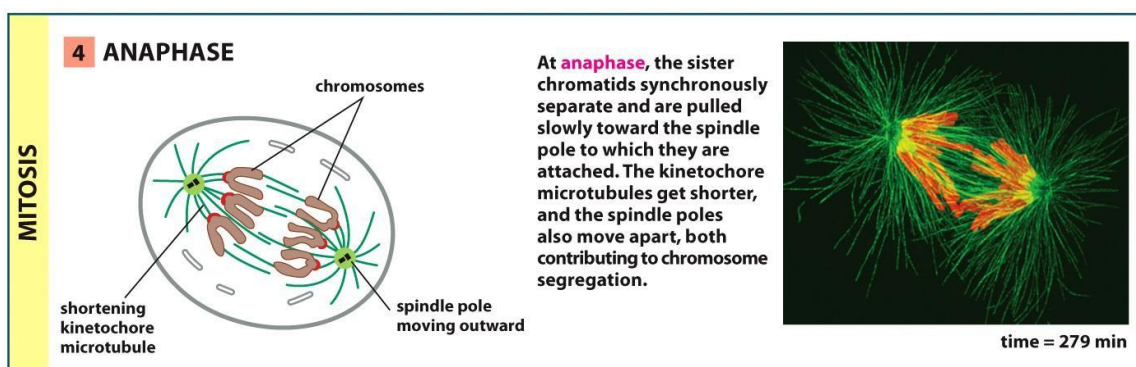 MITOSIS
4 ANAPHASE
chromosomes
shortening
kinetochore
microtubule
spindle pole
moving outward
At anaphase, the sister
chromatids synchronously
separate and are pulled
slowly toward the spindle
pole to which they are
attached. The kinetochore
microtubules get shorter,
and the spindle poles
also move apart, both
contributing to chromosome
segregation.
time = 279 min